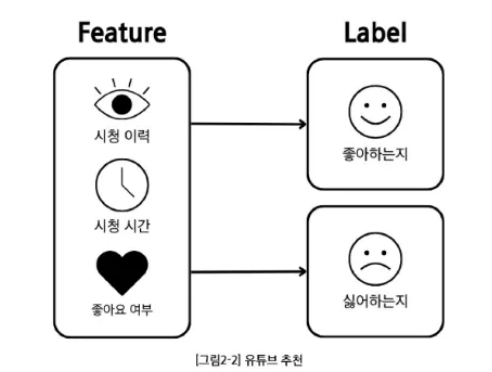 Feature
Label
시청 이력
시청 시간
좋아요 여부
좋아하는지
싫어하는지
[그림2-2] 유튜브 추천